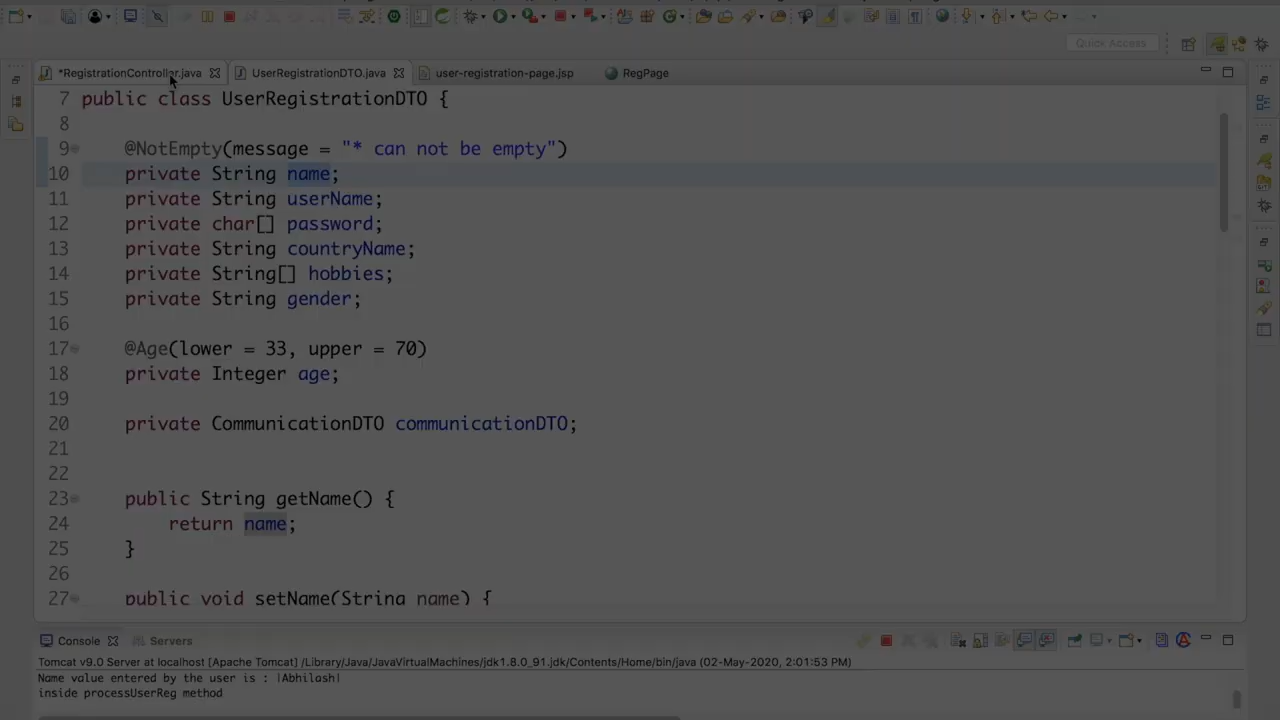 Quick Access
*RegistrationController.java UserRegistrationDTO.java user-registration-page.jsp RegPage
7 public class UserRegistrationDTO {
8
9 @NotEmpty(message = "* can not be empty")
10 private String name;
11 private String userName;
12 private char[] password;
13 private String countryName;
14 private String[] hobbies;
15 private String gender;
16
17 @Age(lower = 33, upper = 70)
18 private Integer age;
19
20 private CommunicationDTO communicationDTO;
21
22
23 public String getName() {
24 return name;
25 }
26
27 public void setName(String name) {
Console Servers
Tomcat v9.0 Server at localhost [Apache Tomcat] /Library/Java/JavaVirtualMachines/jdk1.8.0_91.jdk/Contents/Home/bin/java (02-May-2020, 2:01:53 PM)
Name value entered by the user is : |Abhilash|
inside processUserReg method